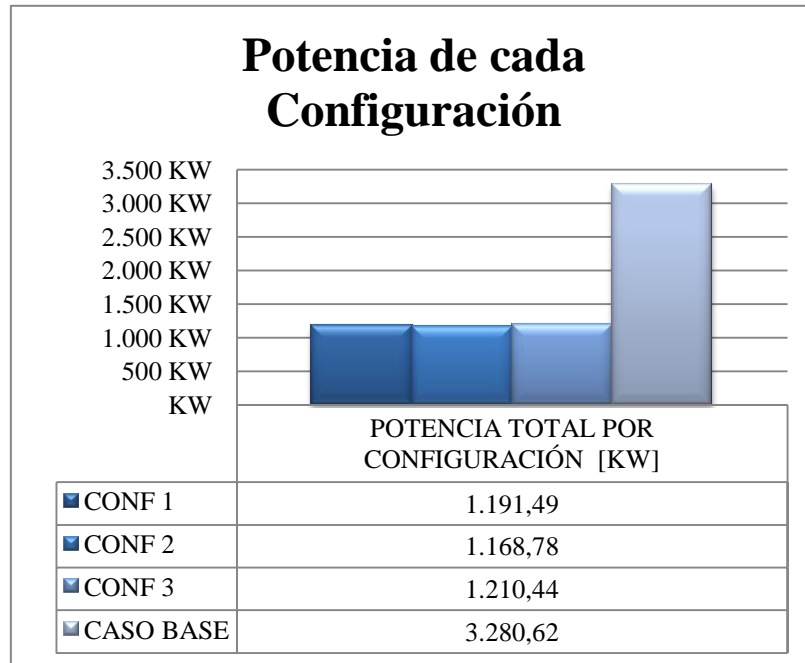 Potencia de cada
Configuración
3.500 KW
3.000 KW
2.500 KW
2.000 KW
1.500 KW
1.000 KW
500 KW
KW
POTENCIA TOTAL POR
CONFIGURACIÓN [KW]
CONF 1 1.191,49
CONF 2 1.168,78
CONF 3 1.210,44
CASO BASE 3.280,62